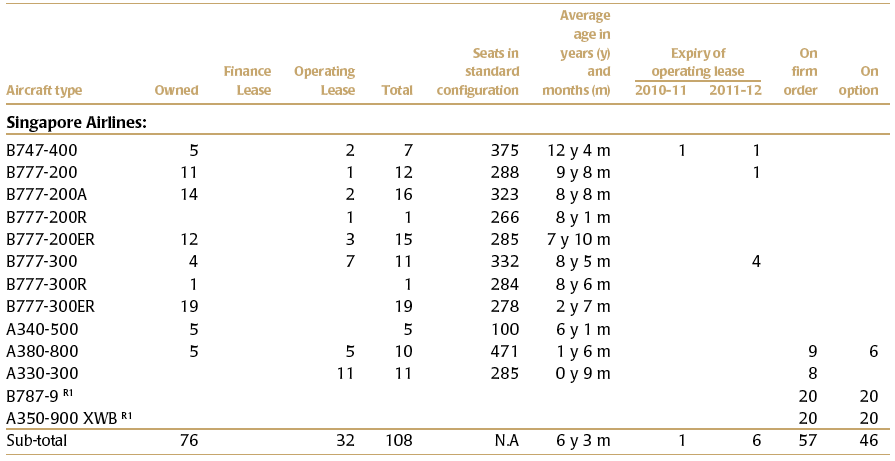 Average
age in
Seats in years (y) Expiry of On
Finance Operating standard and operating lease firm On
Aircraft type Owned Lease Lease Total configuration months (m) 2010-11 2011-12 order option
Singapore Airlines:
B747-400 5 2 7 375 12 y 4 m 1 1
B777-200 11 1 12 288 9 y 8 m 1
B777-200A 14 2 16 323 8 y 8 m
B777-200R 1 1 266 8 y 1 m
B777-200ER 12 3 15 285 7 y 10 m
B777-300 4 7 11 332 8 y 5 m 4
B777-300R 1 1 284 8 y 6 m
B777-300ER 19 19 278 2 y 7 m
A340-500 5 5 100 6 y 1 m
A380-800 5 5 10 471 1 y 6 m 9 6
A330-300 11 11 285 0 y 9 m 8
B787-9 R1 20 20
A350-900 XWB R1 20 20
Sub-total 76 32 108 N.A 6 y 3 m 1 6 57 46